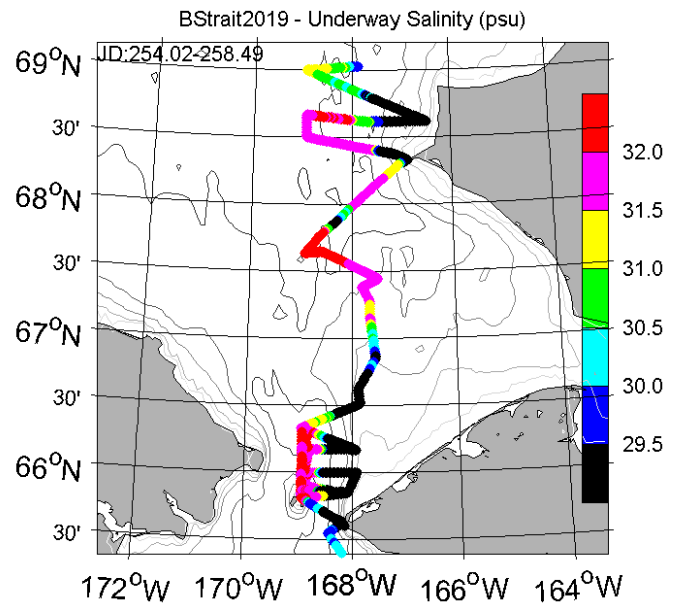 BStrait2019 - Underway Salinity (psu)
JD:254.02-258.49
69°N
30'
68°N
30'
67°N
30'
66°N
30'
32.0
31.5
31.0
30.5
30.0
29.5
172°W 170°W 168°W 166°W 164°W